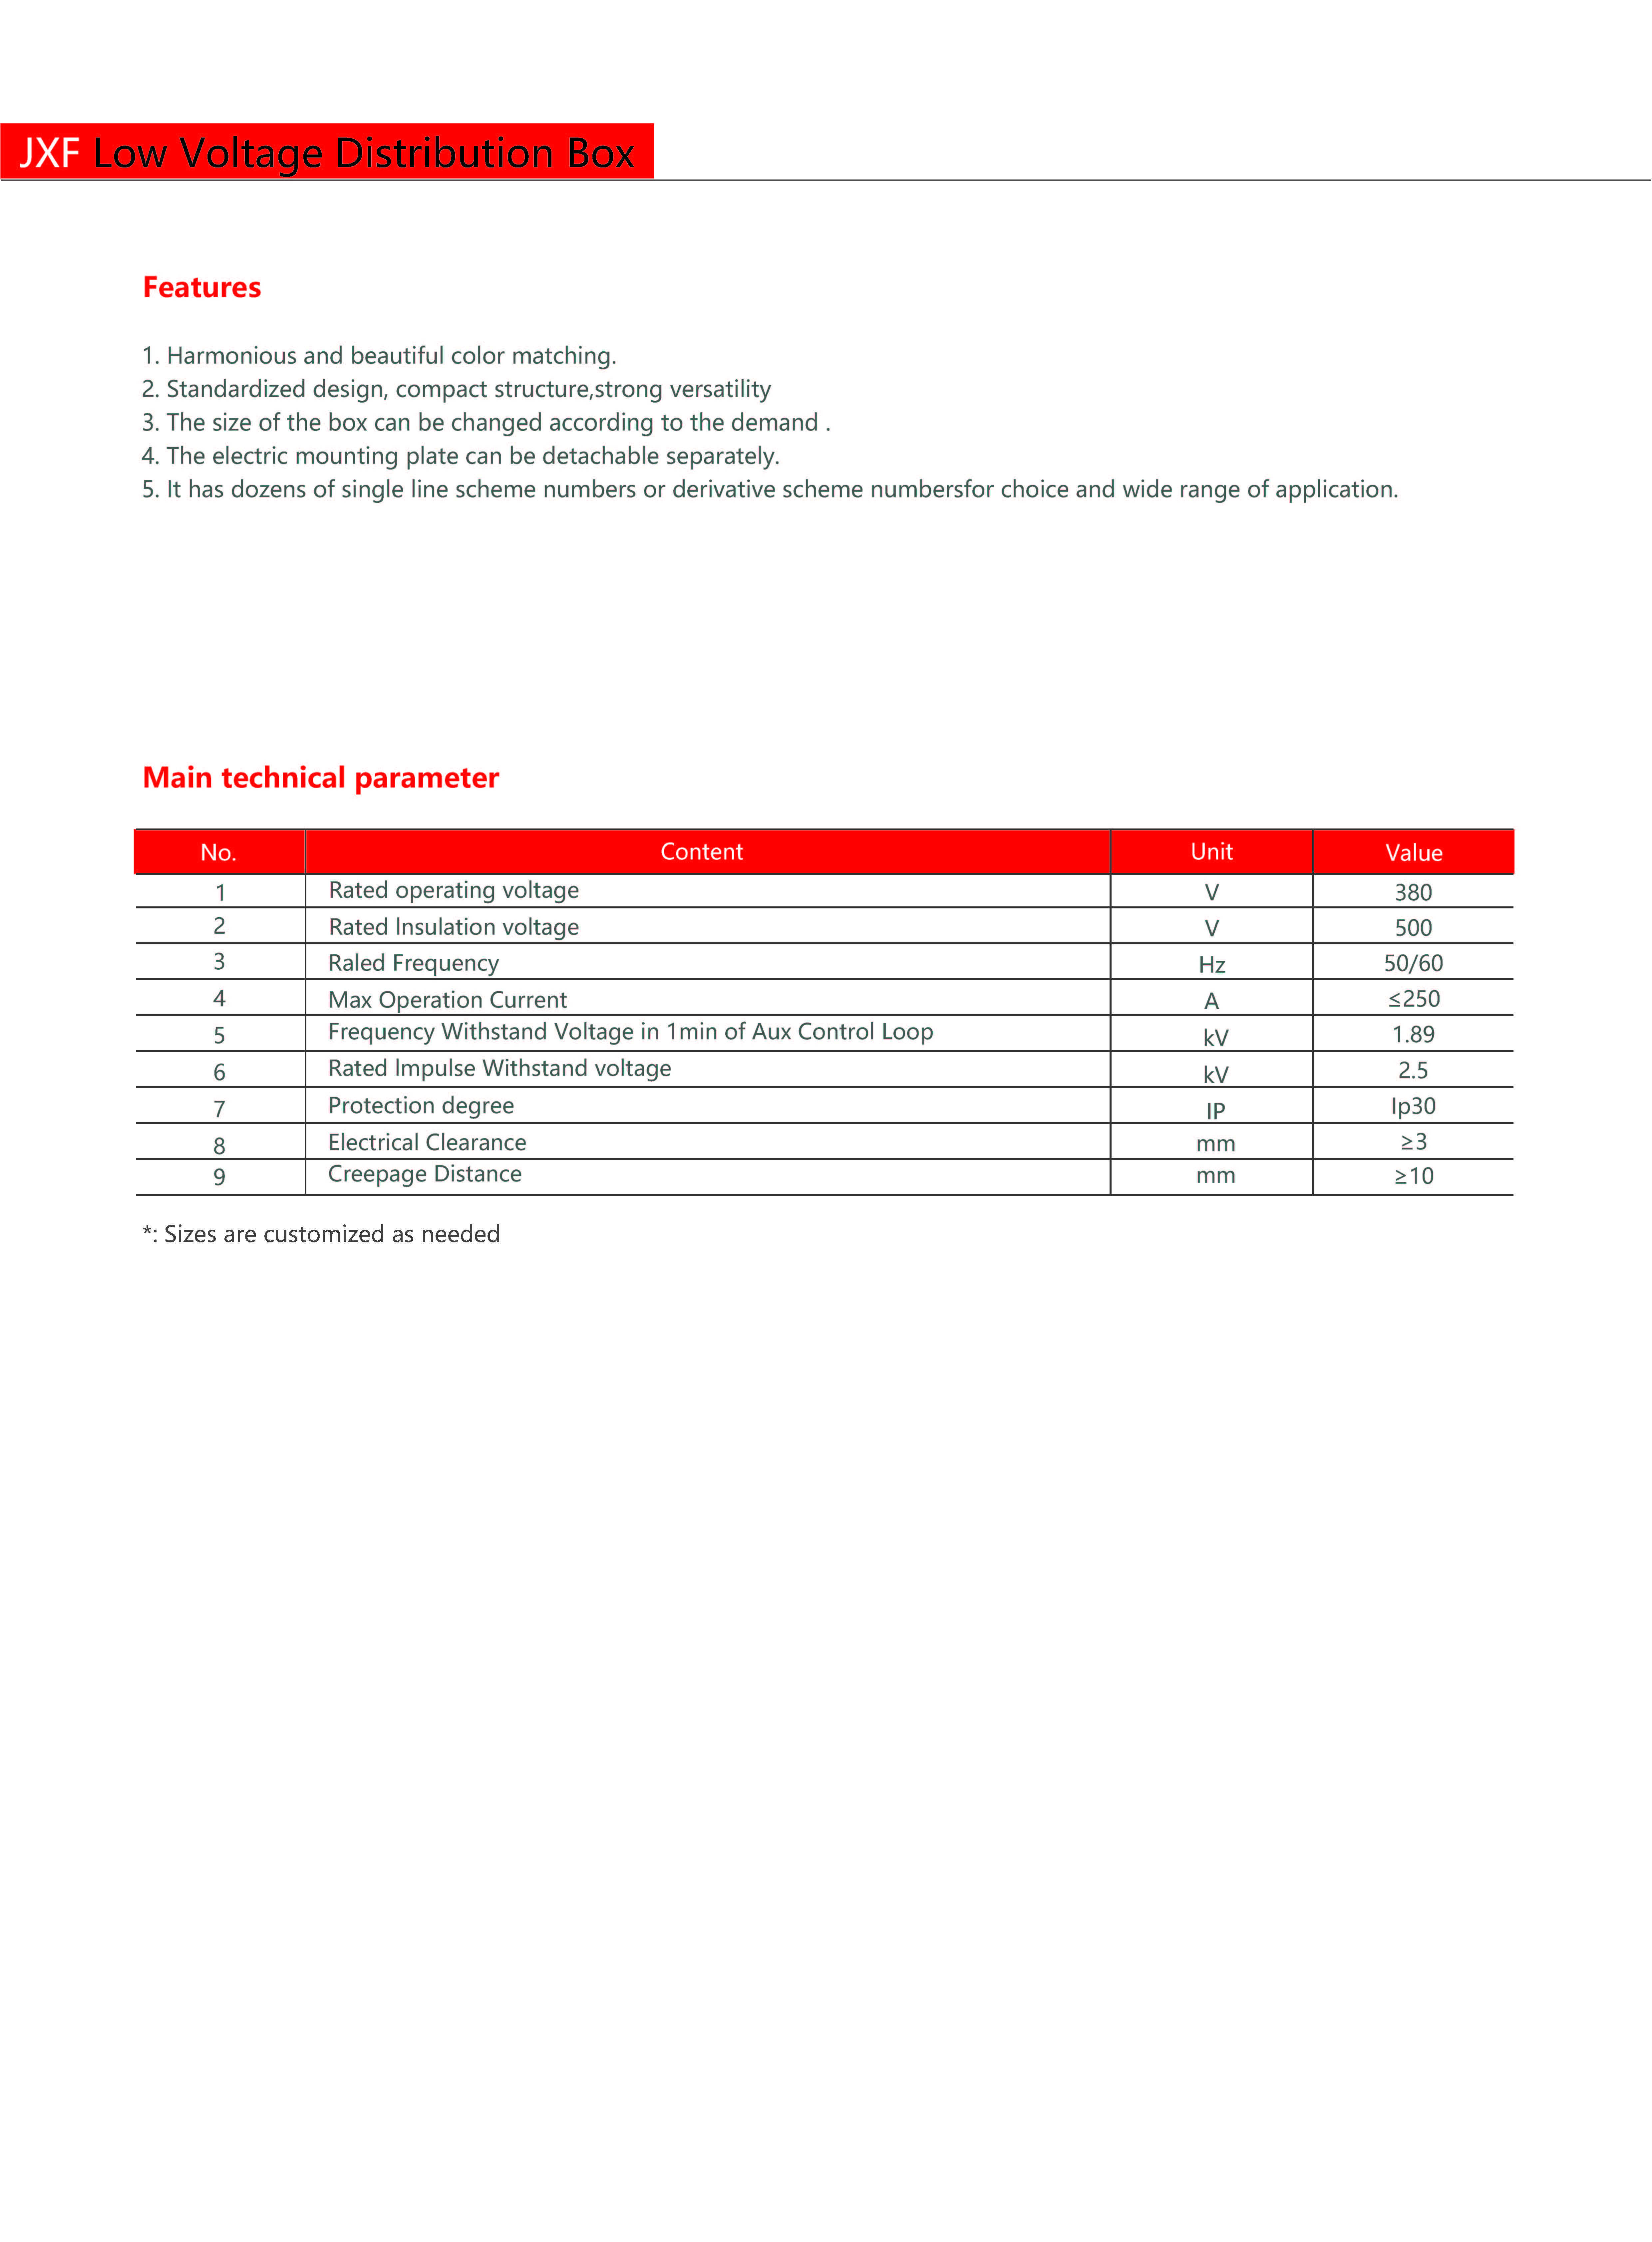 JXF Low Voltage Distribution Box
Features
1. Harmonious and beautiful color matching.
2. Standardized design, compact structure,strong versatility
3. The size of the box can be changed according to the demand .
4. The electric mounting plate can be detachable separately.
5. It has dozens of single line scheme numbers or derivative scheme numbersfor choice and wide range of application.
Main technical parameter
No. Content Unit Value
1 Rated operating voltage V 380
2 Rated lnsulation voltage V 500
3 Raled Frequency Hz 50/60
4 Max Operation Current A ≤250
5 Frequency Withstand Voltage in 1min of Aux Control Loop kV 1.89
6 Rated lmpulse Withstand voltage kV 2.5
7 Protection degree IP Ip30
8 Electrical Clearance mm ≥3
9 Creepage Distance mm ≥10
*: Sizes are customized as needed